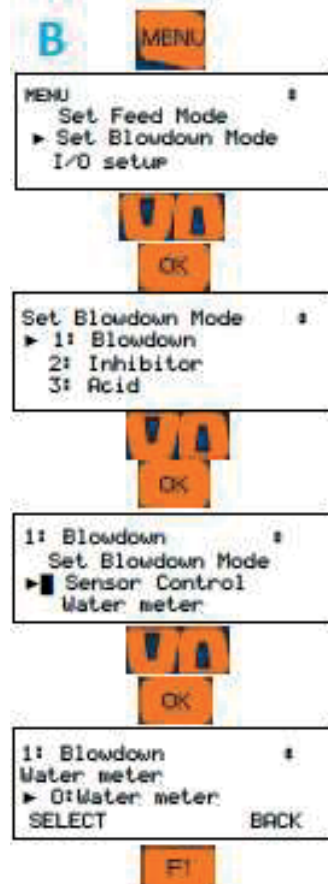 B
MENU
MENU
Set Feed Mode
► Set Blowdown Mode
I/O setup
OK
Set Blowdown Mode
► 1: Blowdown
2: Inhibitor
3: Acid
OK
1: Blowdown
Set Blowdown Mode
► Sensor Control
Water meter
OK
1: Blowdown
Water meter
► O:Water meter
SELECT BACK
F1